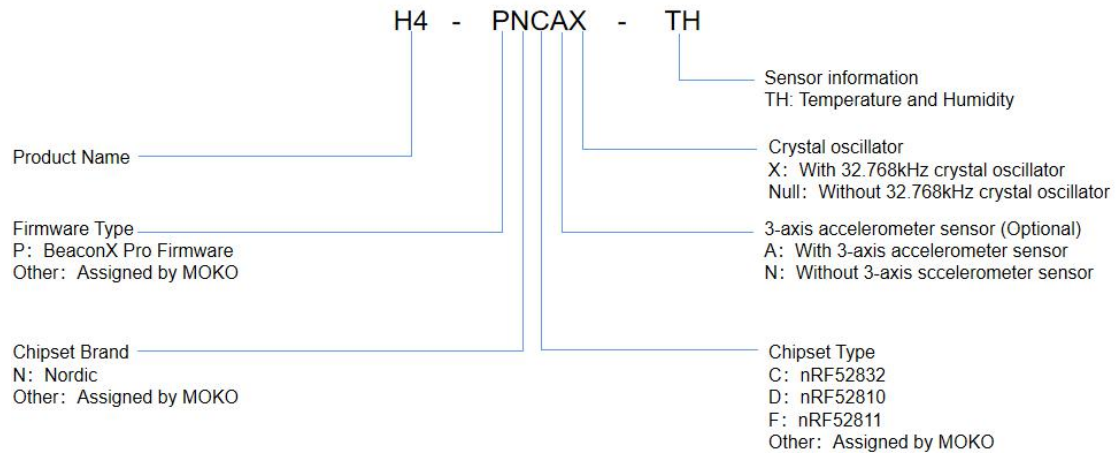 H4 - PNCAX - TH
Sensor information
TH: Temperature and Humidity
Product Name
Crystal oscillator
X: With 32.768kHz crystal oscillator
Null: Without 32.768kHz crystal oscillator
Firmware Type
P: BeaconX Pro Firmware
Other: Assigned by MOKO
3-axis accelerometer sensor (Optional)
A: With 3-axis accelerometer sensor
N: Without 3-axis sccelerometer sensor
Chipset Brand
N: Nordic
Other: Assigned by MOKO
Chipset Type
C: nRF52832
D: nRF52810
F: nRF52811
Other: Assigned by MOKO